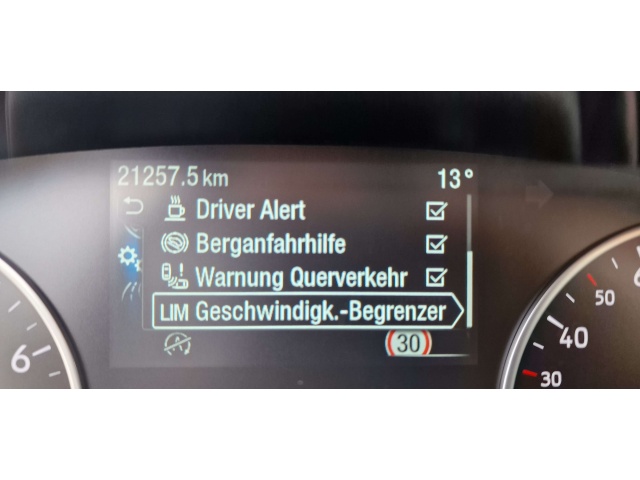 21257.5 km 13°
Driver Alert
Berganfahrhilfe
Warnung Querverkehr
LIM Geschwindigk.-Begrenzer
30
6
50
40
30